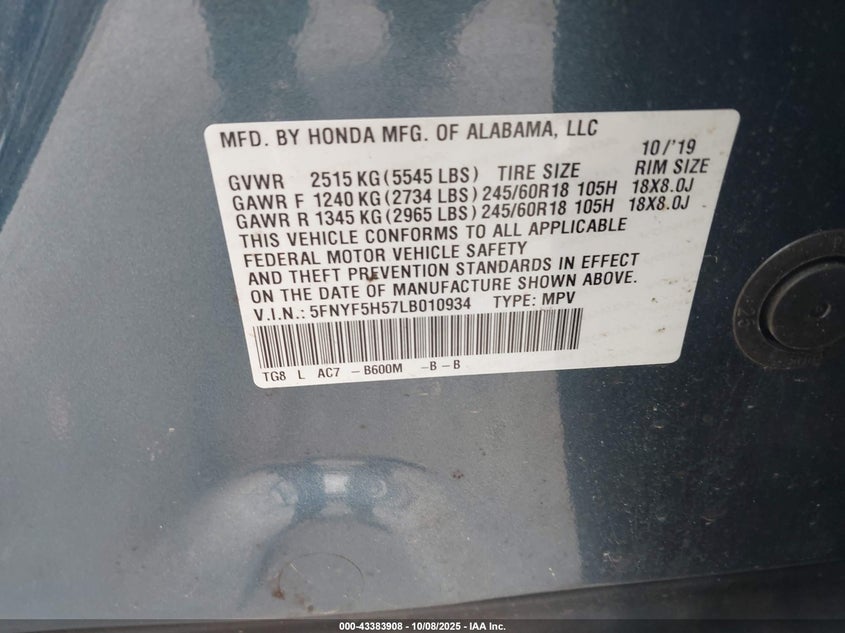 MFD. BY HONDA MFG. OF ALABAMA, LLC
10/'19
GVWR 2515 KG (5545 LBS) TIRE SIZE RIM SIZE
GAWR F 1240 KG (2734 LBS) 245/60R18 105H 18X8.0J
GAWR R 1345 KG (2965 LBS) 245/60R18 105H 18X8.0J
THIS VEHICLE CONFORMS TO ALL APPLICABLE
FEDERAL MOTOR VEHICLE SAFETY
AND THEFT PREVENTION STANDARDS IN EFFECT
ON THE DATE OF MANUFACTURE SHOWN ABOVE.
V.I.N.: 5FNYF5H57LB010934 TYPE: MPV
TG8 L AC7 -B600M -B -B
000-43383908 - 10/08/2025 - IAA Inc.